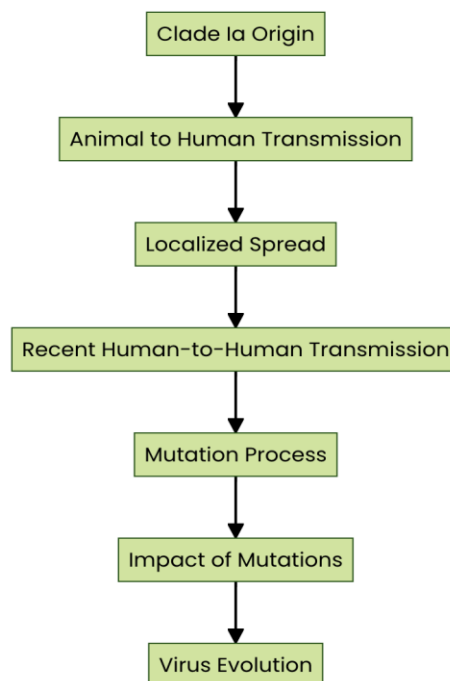 Clade Ia Origin
Animal to Human Transmission
Localized Spread
Recent Human-to-Human Transmission
Mutation Process
Impact of Mutations
Virus Evolution